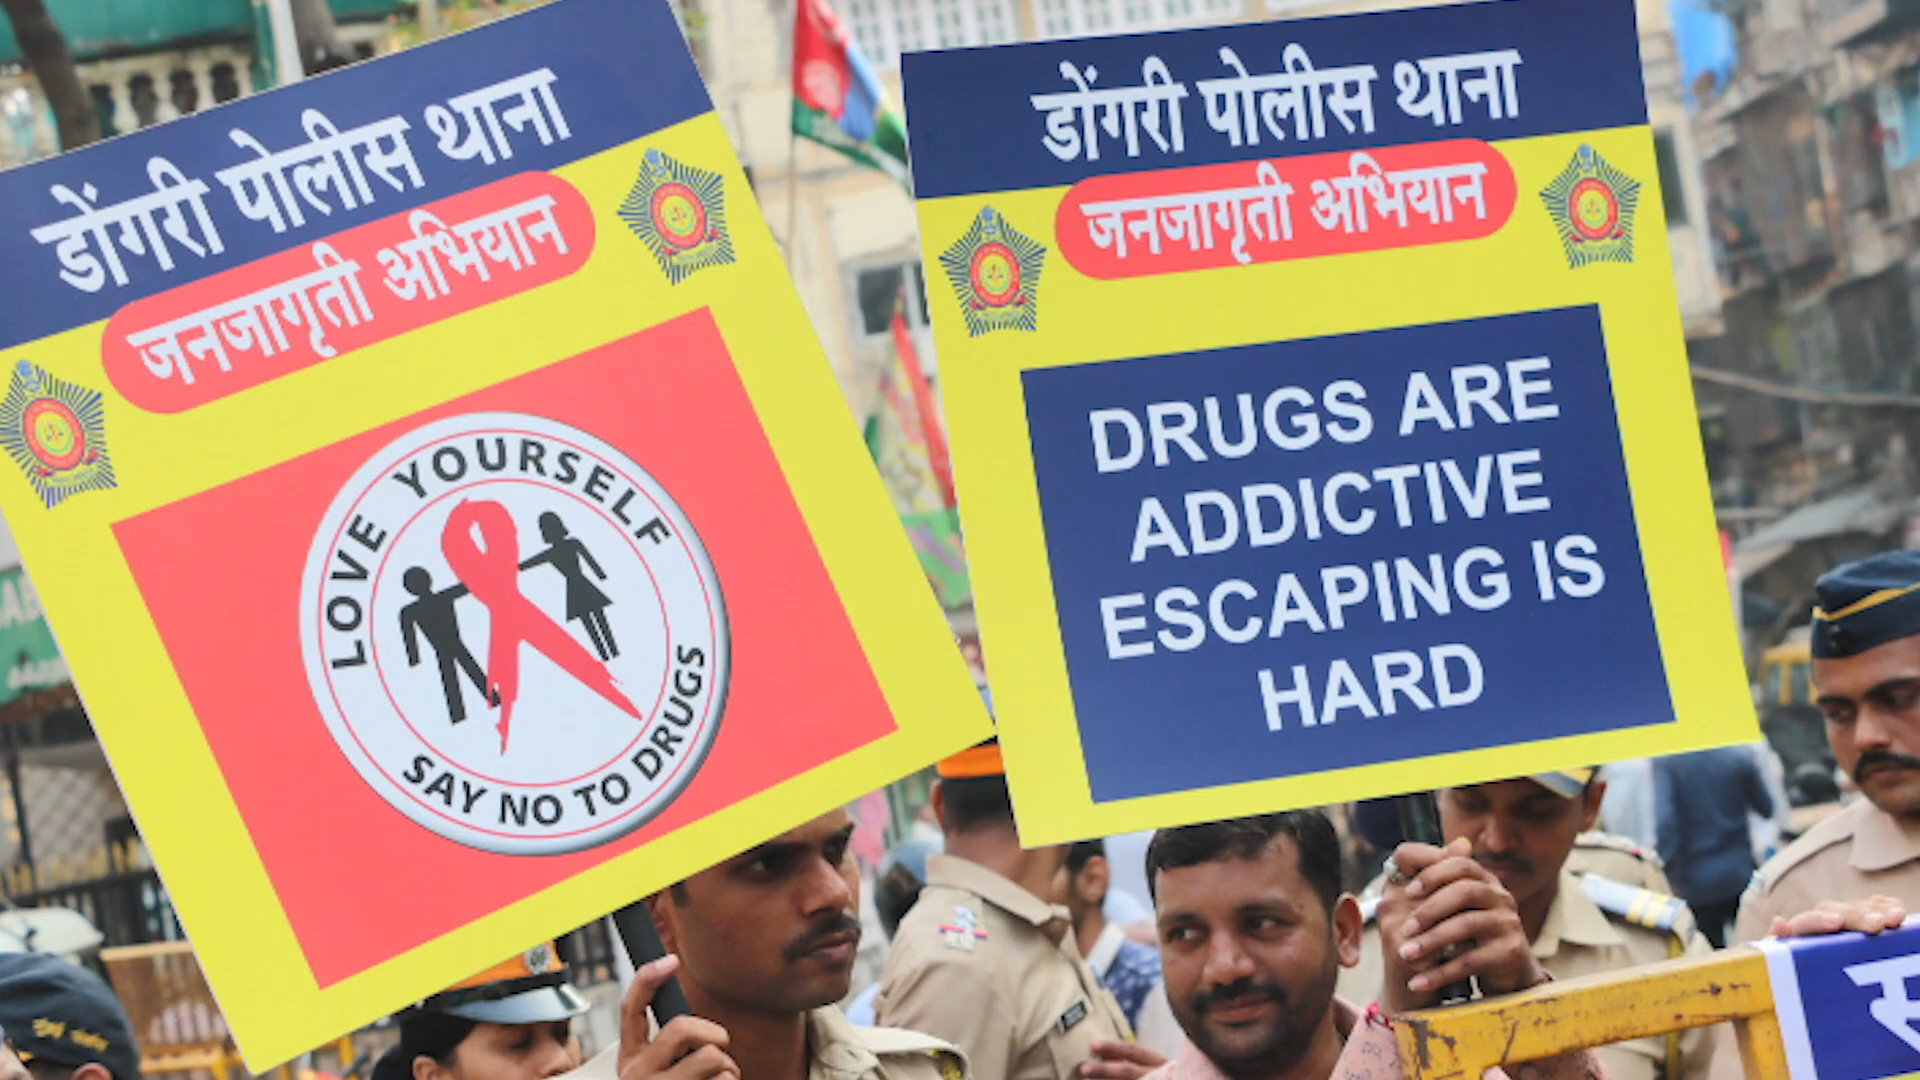 डोंगरी पोलीस थाना
जनजागृती अभियान
LOVE YOURSELF
SAY NO TO DRUGS
डोंगरी पोलीस थाना
जनजागृती अभियान
DRUGS ARE
ADDICTIVE
ESCAPING IS
HARD